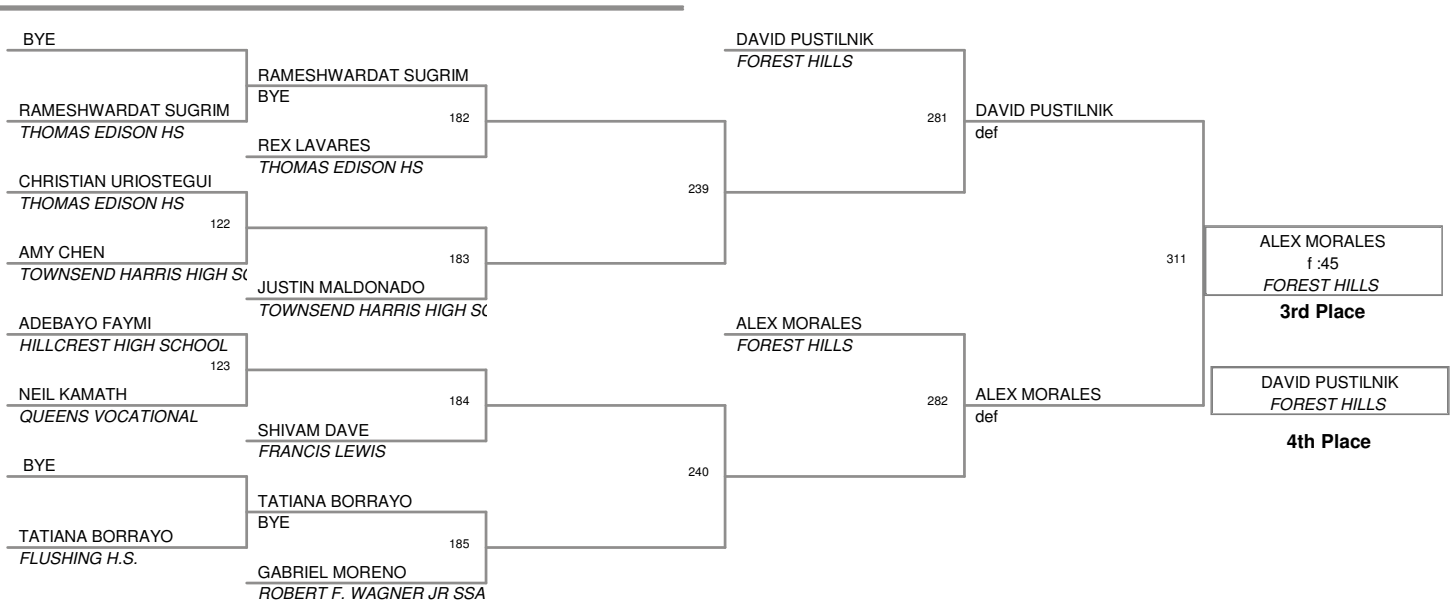 BYE
RAMESHWARDAT SUGRIM
THOMAS EDISON HS
CHRISTIAN URIOSTEGUI
THOMAS EDISON HS
122
AMY CHEN
TOWNSEND HARRIS HIGH SC
ADEBAYO FAYMI
HILLCREST HIGH SCHOOL
123
NEIL KAMATH
QUEENS VOCATIONAL
BYE
TATIANA BORRAYO
FLUSHING H.S.
RAMESHWARDAT SUGRIM
BYE
182
REX LAVARES
THOMAS EDISON HS
183
JUSTIN MALDONADO
TOWNSEND HARRIS HIGH SC
184
SHIVAM DAVE
FRANCIS LEWIS
TATIANA BORRAYO
BYE
185
GABRIEL MORENO
ROBERT F. WAGNER JR SSA
239
240
DAVID PUSTILNIK
FOREST HILLS
281
ALEX MORALES
FOREST HILLS
282
DAVID PUSTILNIK
def
ALEX MORALES
def
311
ALEX MORALES
f :45
FOREST HILLS
3rd Place
DAVID PUSTILNIK
FOREST HILLS
4th Place